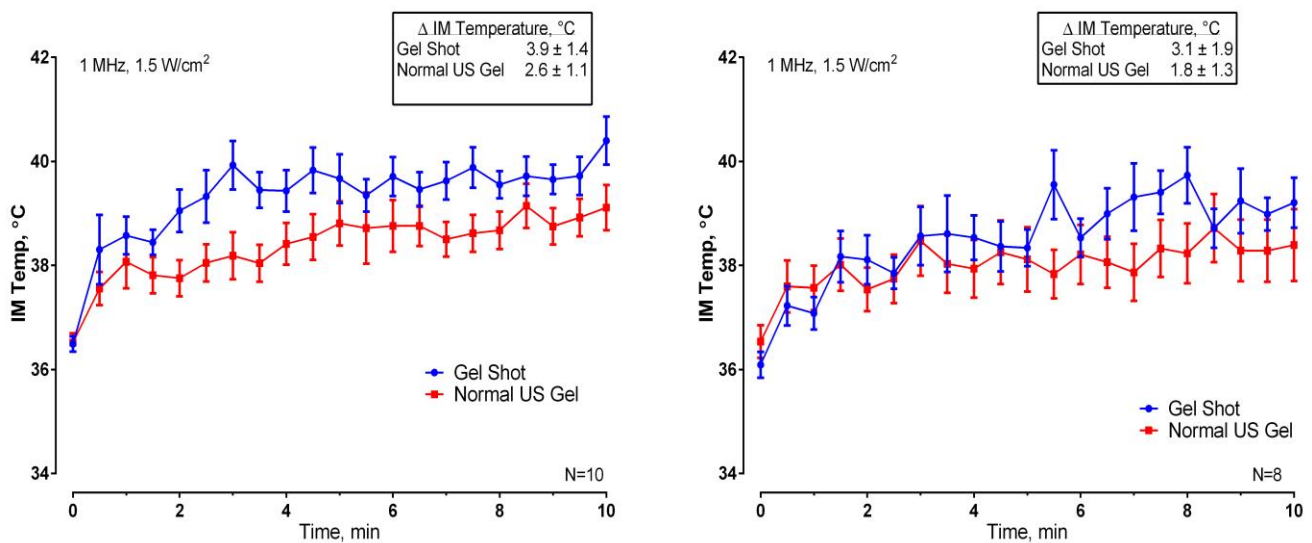 Δ IM Temperature, °C
Gel Shot 3.9 ± 1.4
Normal US Gel 2.6 ± 1.1
1 MHz, 1.5 W/cm²
42
40
38
36
34
IM Temp, °C
Gel Shot
Normal US Gel
N=10
0 2 4 6 8 10
Time, min
Δ IM Temperature, °C
Gel Shot 3.1 ± 1.9
Normal US Gel 1.8 ± 1.3
1 MHz, 1.5 W/cm²
42
40
38
36
34
IM Temp, °C
Gel Shot
Normal US Gel
N=8
0 2 4 6 8 10
Time, min